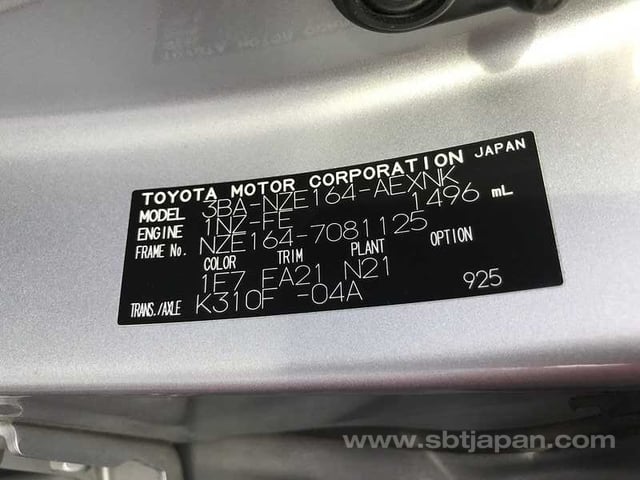 TOYOTA MOTOR CORPORATION JAPAN
MODEL 3BA-NZE164-AEXNK
ENGINE 1NZ-FE 1496 mL
FRAME No. NZE164-7081125
COLOR TRIM PLANT OPTION
1E7 FA21 N21
TRANS./AXLE K310F -04A 925
www.sbtjapan.com